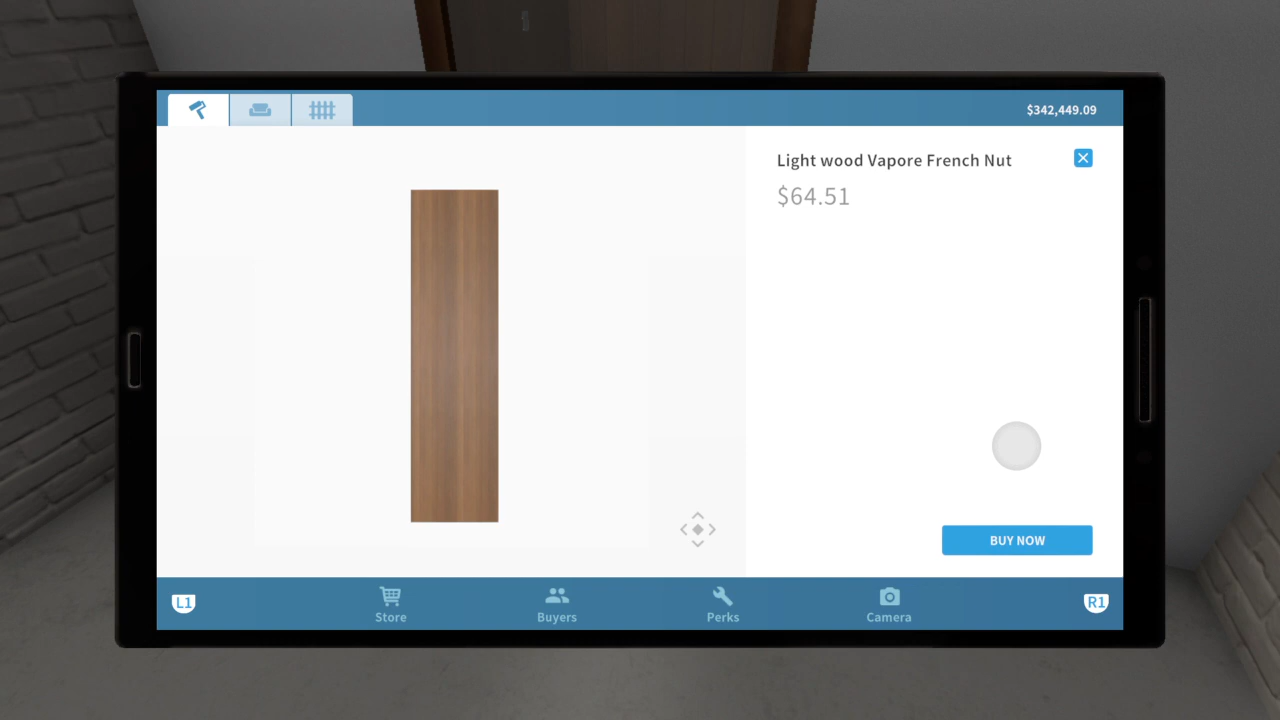 $342,449.09
Light wood Vapore French Nut
$64.51
BUY NOW
L1
Store
Buyers
Perks
Camera
R1